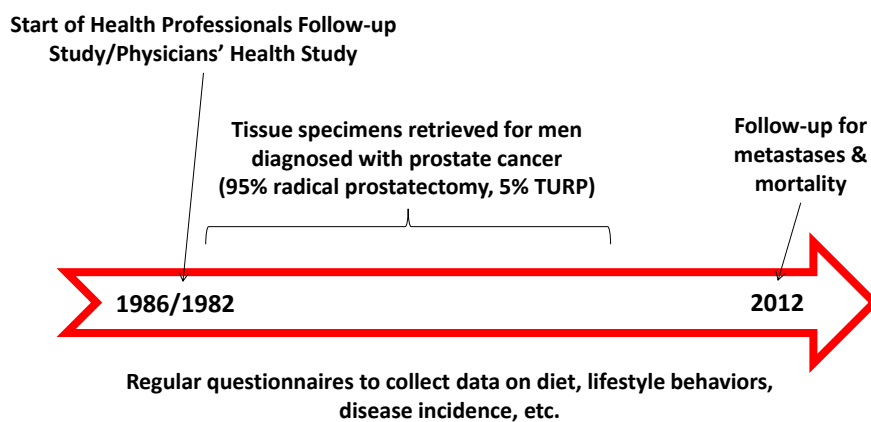 Start of Health Professionals Follow-up
Study/Physicians' Health Study
Tissue specimens retrieved for men
diagnosed with prostate cancer
(95% radical prostatectomy, 5% TURP)
Follow-up for
metastases &
mortality
1986/1982
2012
Regular questionnaires to collect data on diet, lifestyle behaviors,
disease incidence, etc.